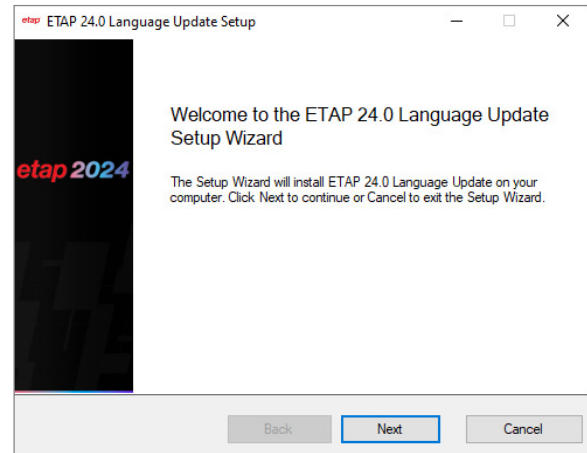 etap ETAP 24.0 Language Update Setup
Welcome to the ETAP 24.0 Language Update
Setup Wizard
etap 2024
The Setup Wizard will install ETAP 24.0 Language Update on your
computer. Click Next to continue or Cancel to exit the Setup Wizard.
Back Next Cancel